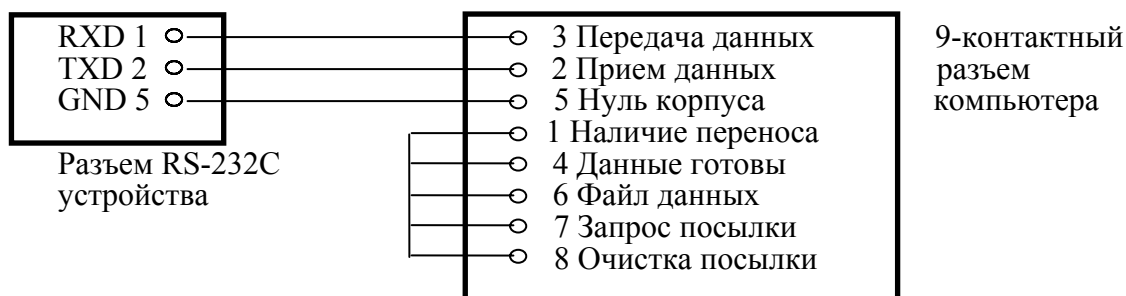 RXD 1
TXD 2
GND 5
Разъем RS-232C
устройства
3 Передача данных
2 Прием данных
5 Нуль корпуса
1 Наличие переноса
4 Данные готовы
6 Файл данных
7 Запрос посылки
8 Очистка посылки
9-контактный
разъем
компьютера